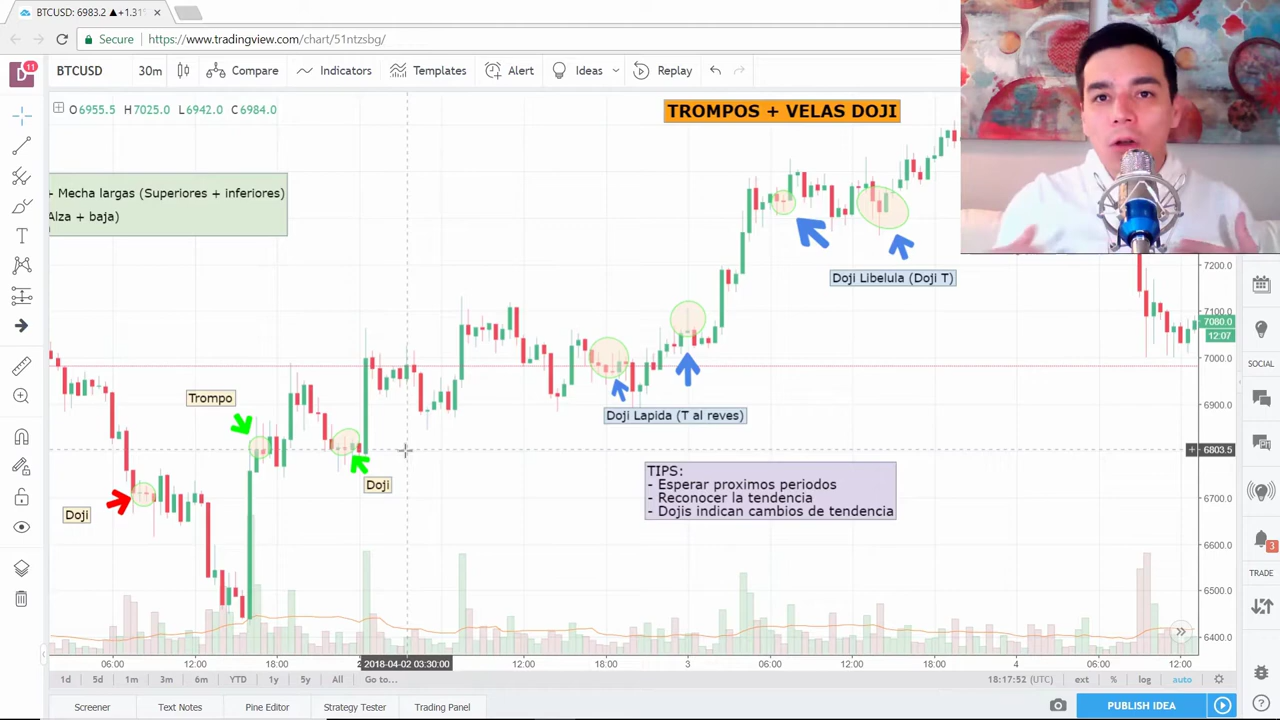 BTCUSD: 6983.2 ▲+1.31%
Secure
https://www.tradingview.com/chart/51ntzsbg/
11
BTCUSD
30m
Compare
Indicators
Templates
Alert
Ideas
Replay
O6955.5 H7025.0 L6942.0 C6984.0
TROMPOS + VELAS DOJI
+ Mecha largas (Superiores + inferiores)
Alza + baja)
Doji Libelula (Doji T)
Trompo
Doji Lapida (T al reves)
Doji
Doji
TIPS:
- Esperar proximos periodos
- Reconocer la tendencia
- Dojis indican cambios de tendencia
7200.0
7100.0
7080.0
12:07
7000.0
6900.0
6803.5
6700.0
6600.0
6500.0
6400.0
SOCIAL
3
TRADE
06:00
12:00
18:00
2018-04-02 03:30:00
12:00
18:00
3
06:00
12:00
18:00
4
06:00
12:00
1d
5d
1m
3m
6m
YTD
1y
5y
All
Go to...
18:17:52 (UTC)
ext
%
log
auto
Screener
Text Notes
Pine Editor
Strategy Tester
Trading Panel
PUBLISH IDEA